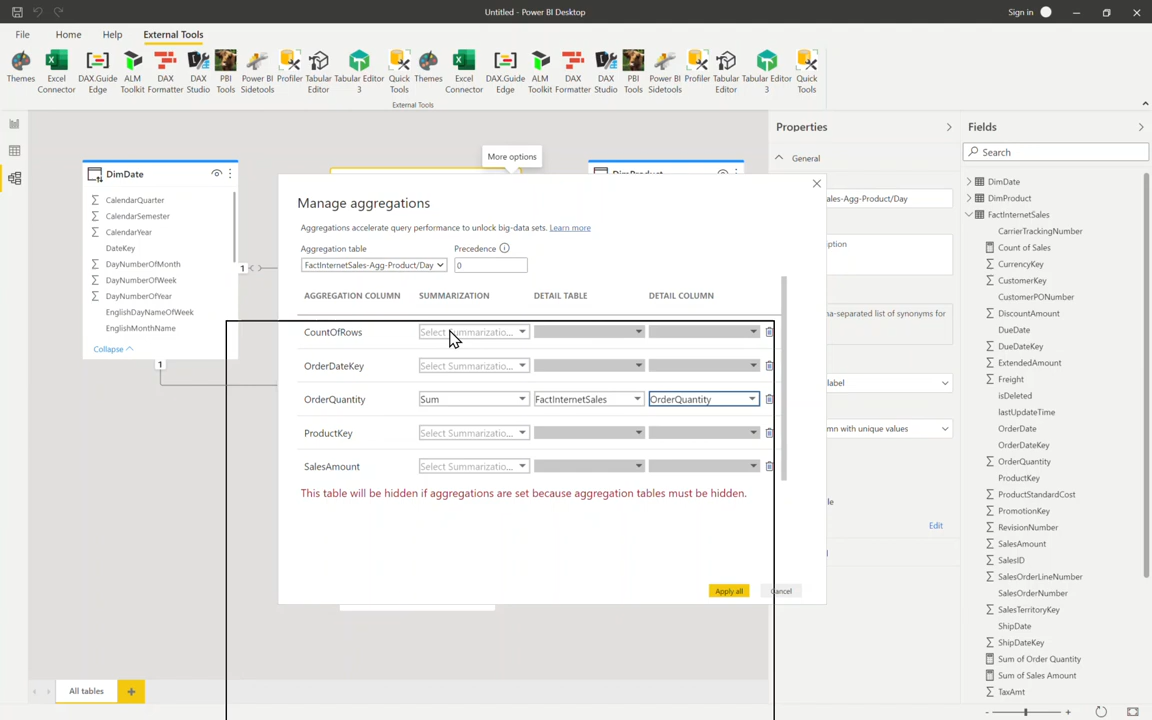 Untitled - Power BI Desktop
Sign in
File Home Help External Tools
Themes
Excel Connector
DAX.Guide Edge
ALM Toolkit
DAX Formatter
DAX Studio
PBI Tools
Power BI Sidetools
Profiler
Tabular Editor
Tabular Editor 3
Quick Tools
Themes
Excel Connector
DAX.Guide Edge
ALM Toolkit
DAX Formatter
DAX Studio
PBI Tools
Power BI Sidetools
Profiler
Tabular Editor
Tabular Editor 3
Quick Tools
External Tools
DimDate
CalendarQuarter
CalendarSemester
CalendarYear
DateKey
DayNumberOfMonth
DayNumberOfWeek
DayNumberOfYear
EnglishDayNameOfWeek
EnglishMonthName
Collapse
1
1
More options
DimProduct
Manage aggregations
Aggregations accelerate query performance to unlock big-data sets. Learn more
Aggregation table Precedence
FactInternetSales-Agg-Product/Day 0
AGGREGATION COLUMN SUMMARIZATION DETAIL TABLE DETAIL COLUMN
CountOfRows Select Summarizatio...
OrderDateKey Select Summarizatio...
OrderQuantity Sum FactInternetSales OrderQuantity
ProductKey Select Summarizatio...
SalesAmount Select Summarizatio...
This table will be hidden if aggregations are set because aggregation tables must be hidden.
Apply all Cancel
Properties
General
ales-Agg-Product/Day
ption
na-separated list of synonyms for
label
mn with unique values
le
Edit
Fields
Search
DimDate
DimProduct
FactInternetSales
CarrierTrackingNumber
Count of Sales
CurrencyKey
CustomerKey
CustomerPONumber
DiscountAmount
DueDate
DueDateKey
ExtendedAmount
Freight
isDeleted
lastUpdateTime
OrderDate
OrderDateKey
OrderQuantity
ProductKey
ProductStandardCost
PromotionKey
RevisionNumber
SalesAmount
SalesID
SalesOrderLineNumber
SalesOrderNumber
SalesTerritoryKey
ShipDate
ShipDateKey
Sum of Order Quantity
Sum of Sales Amount
TaxAmt
All tables